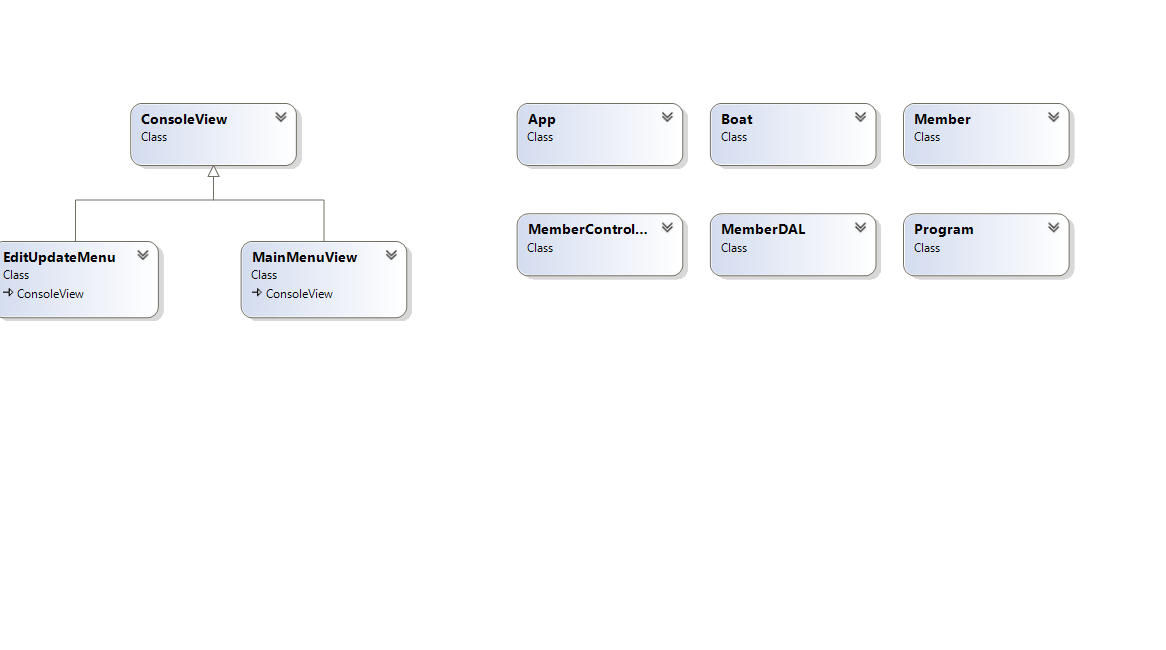 ConsoleView
Class
App
Class
Boat
Class
Member
Class
MemberControl...
Class
MemberDAL
Class
Program
Class
EditUpdateMenu
Class
ConsoleView
MainMenuView
Class
ConsoleView